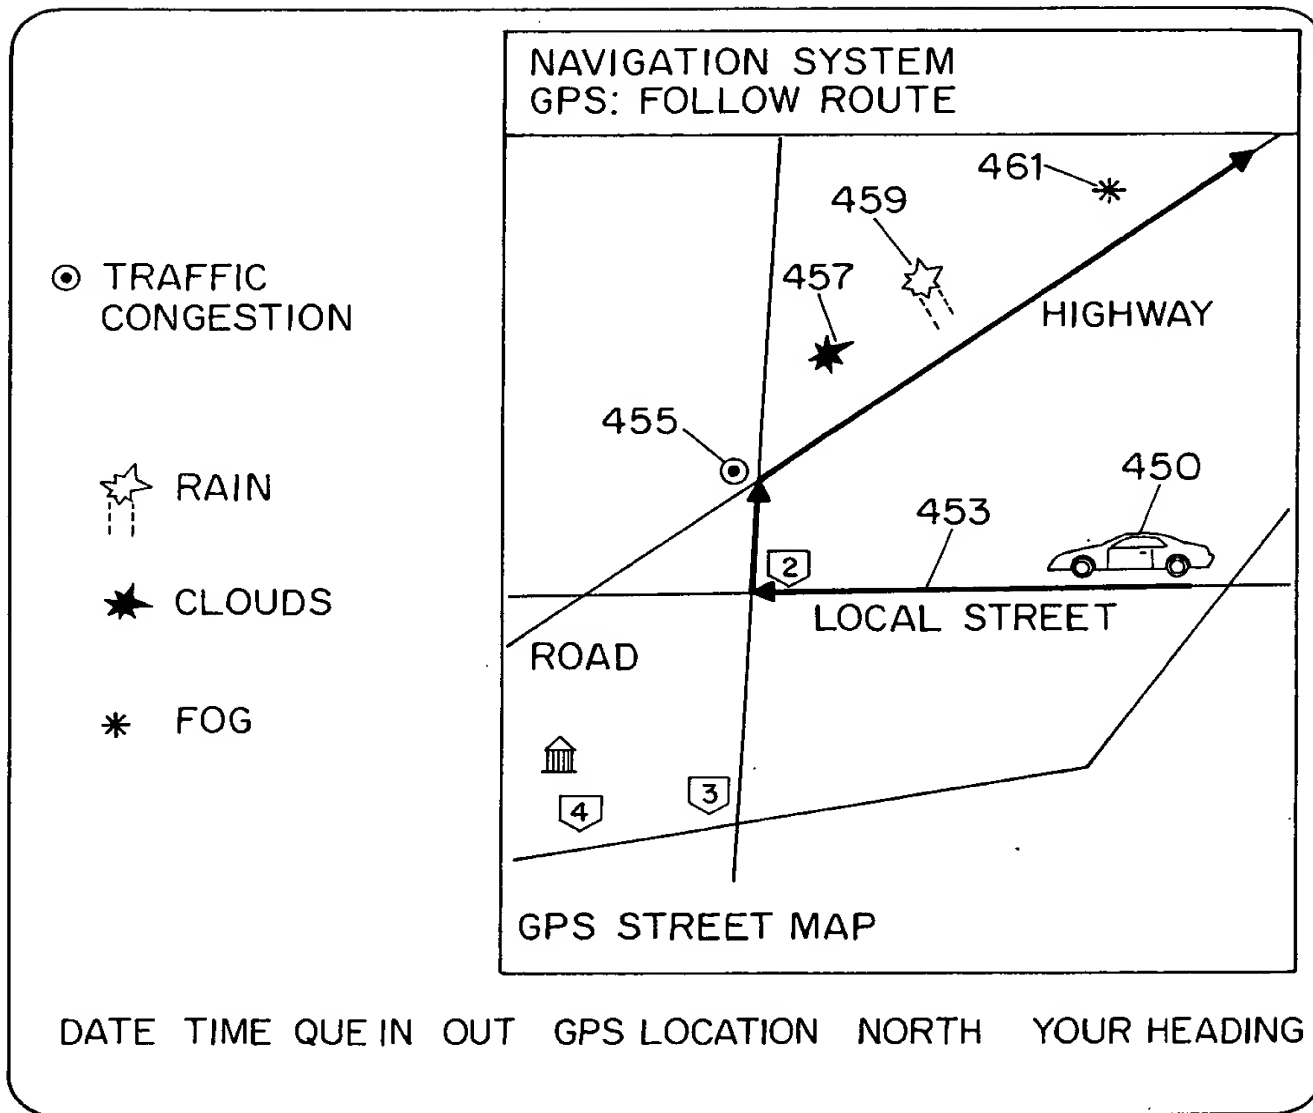 NAVIGATION SYSTEM
GPS: FOLLOW ROUTE
461
459
457
HIGHWAY
455
450
453
2
LOCAL STREET
ROAD
3
4
GPS STREET MAP
TRAFFIC
CONGESTION
RAIN
CLOUDS
FOG
DATE TIME QUE IN OUT GPS LOCATION NORTH YOUR HEADING